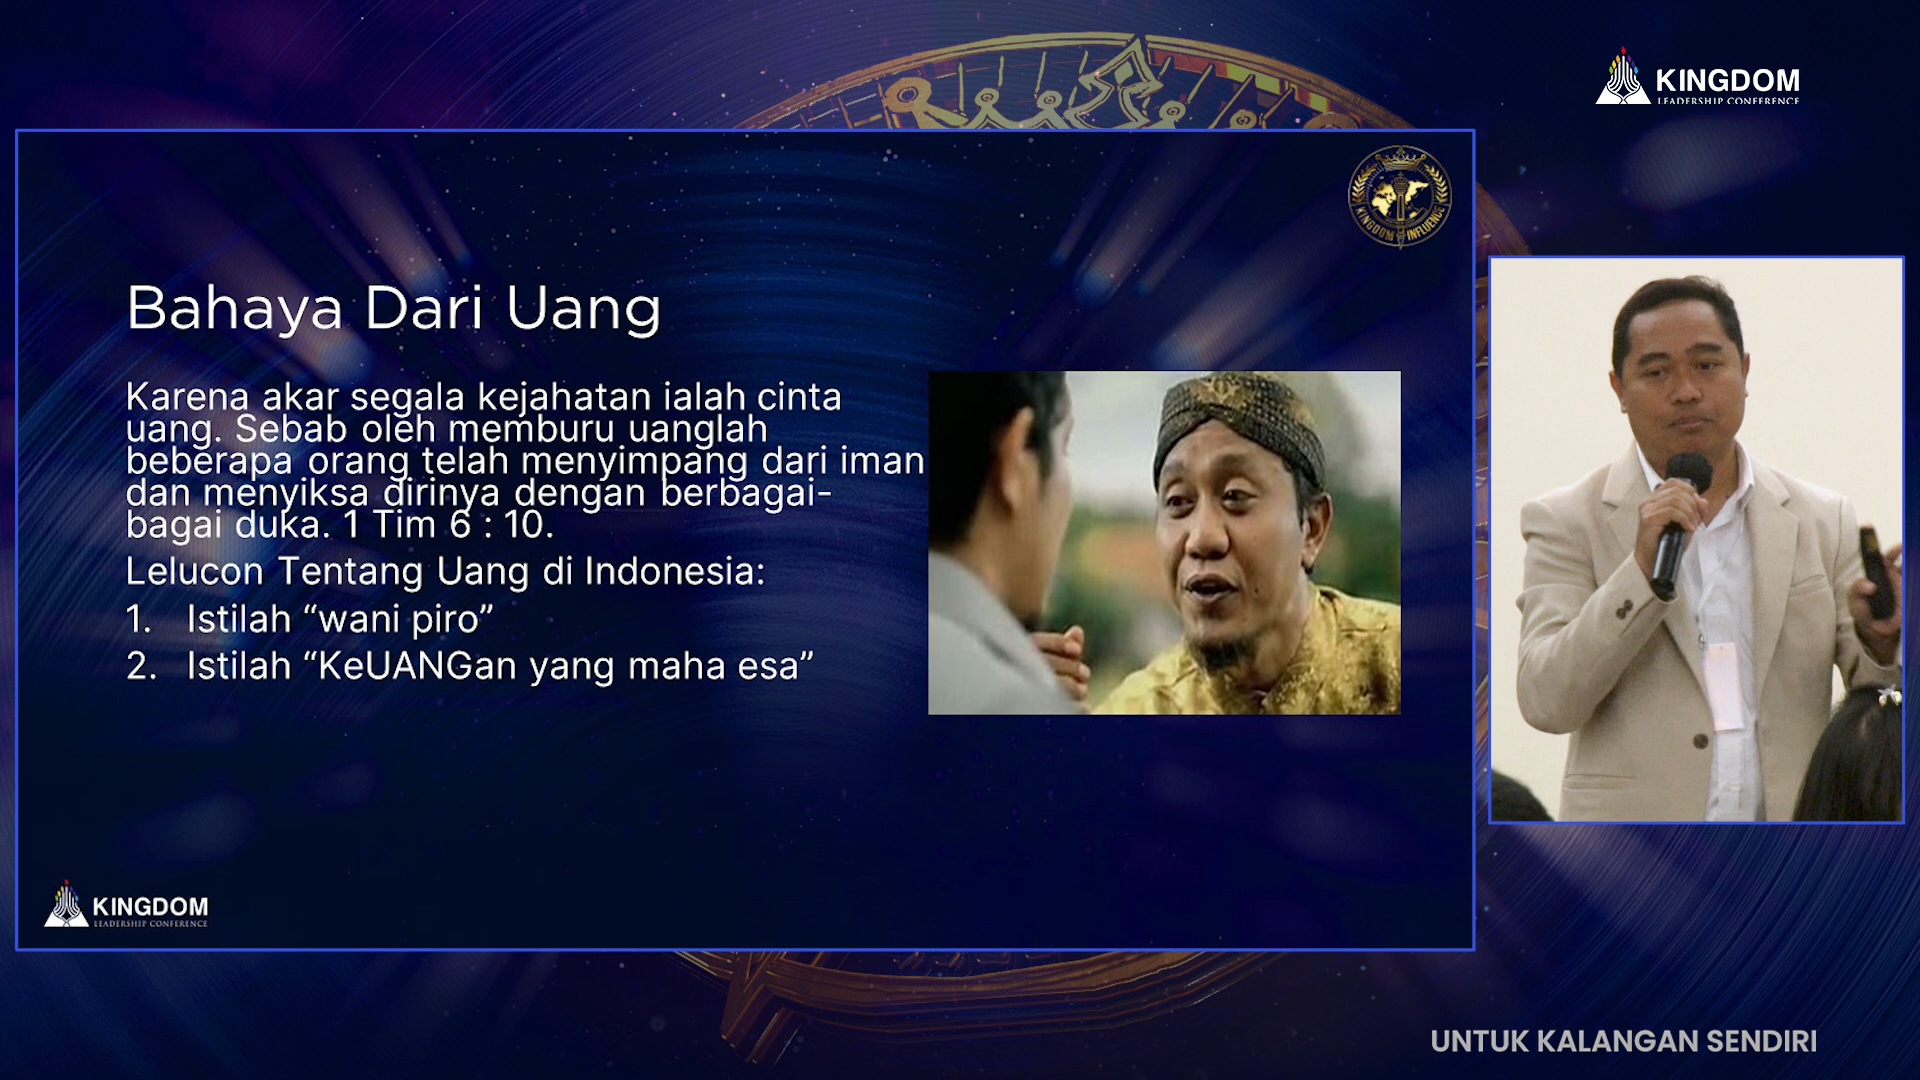 KINGDOM
LEADERSHIP CONFERENCE
KINGDOM INFLUENCE
Bahaya Dari Uang
Karena akar segala kejahatan ialah cinta
uang. Sebab oleh memburu uanglah
beberapa orang telah menyimpang dari iman
dan menyiksa dirinya dengan berbagai-
bagai duka. 1 Tim 6 : 10.
Lelucon Tentang Uang di Indonesia:
1. Istilah “wani piro”
2. Istilah “KeUANGan yang maha esa”
KINGDOM
LEADERSHIP CONFERENCE
UNTUK KALANGAN SENDIRI